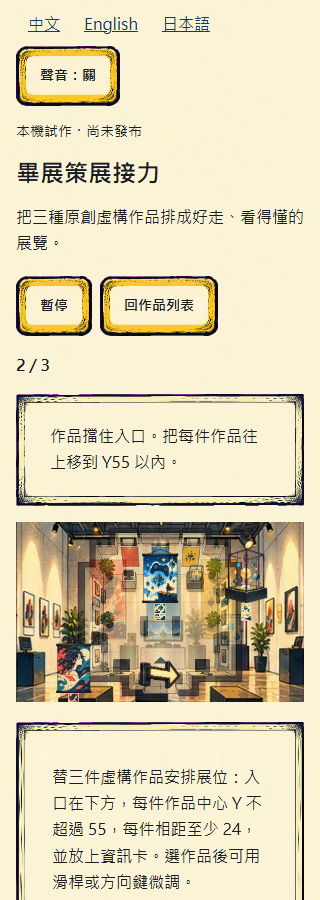 中文 English 日本語
聲音：關
本機試作・尚未發布
畢展策展接力
把三種原創虛構作品排成好走、看得懂的
展覽。
暫停 回作品列表
2 / 3
作品擋住入口。把每件作品往
上移到 Y55 以內。
替三件虛構作品安排展位：入
口在下方，每件作品中心 Y 不
超過 55，每件相距至少 24，
並放上資訊卡。選作品後可用
滑桿或方向鍵微調。